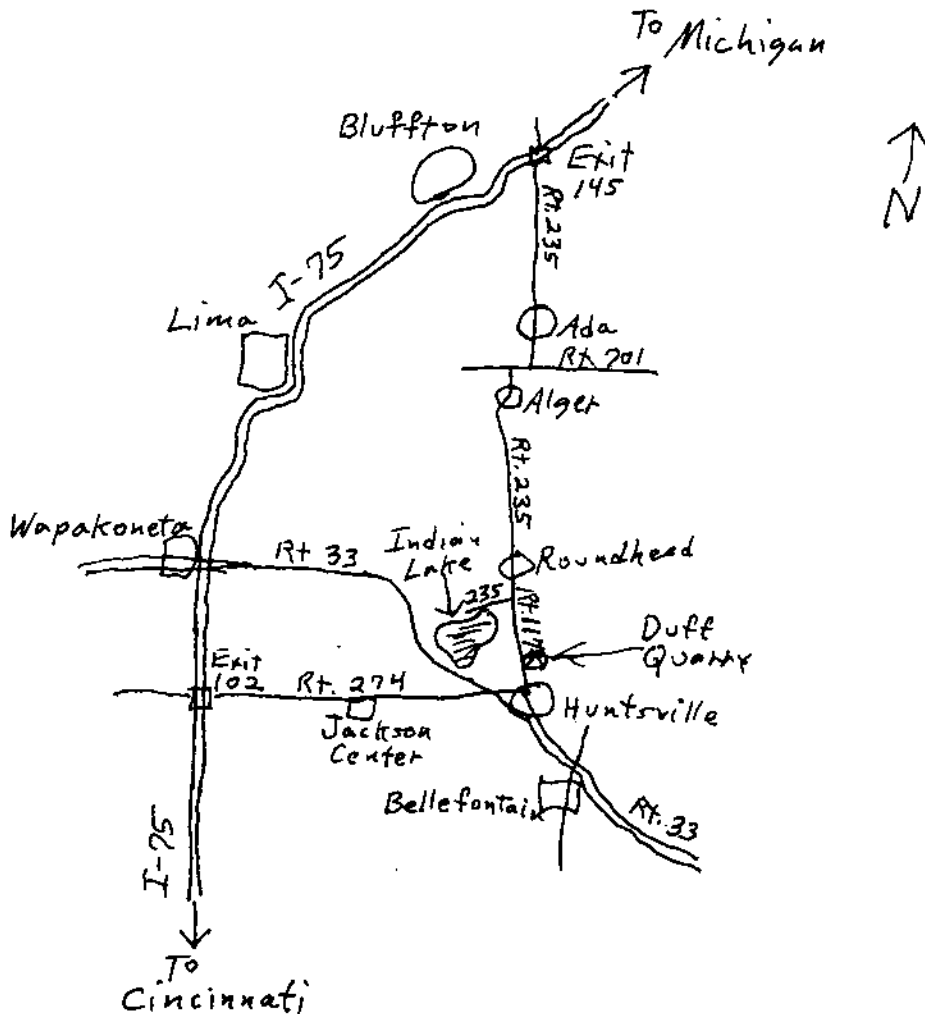 To Michigan
Bluffton
Exit
145
N
Rt. 235
I-75
Lima
Ada
Rt. 701
Alger
Rt. 235
Wapakoneta
Rt 33
Indian
Lake
Roundhead
235
Rt. 117
Duff
Quarry
Exit
102
Rt. 274
Jackson
Center
Huntsville
Bellefontain
Rt. 33
I-75
To
Cincinnati